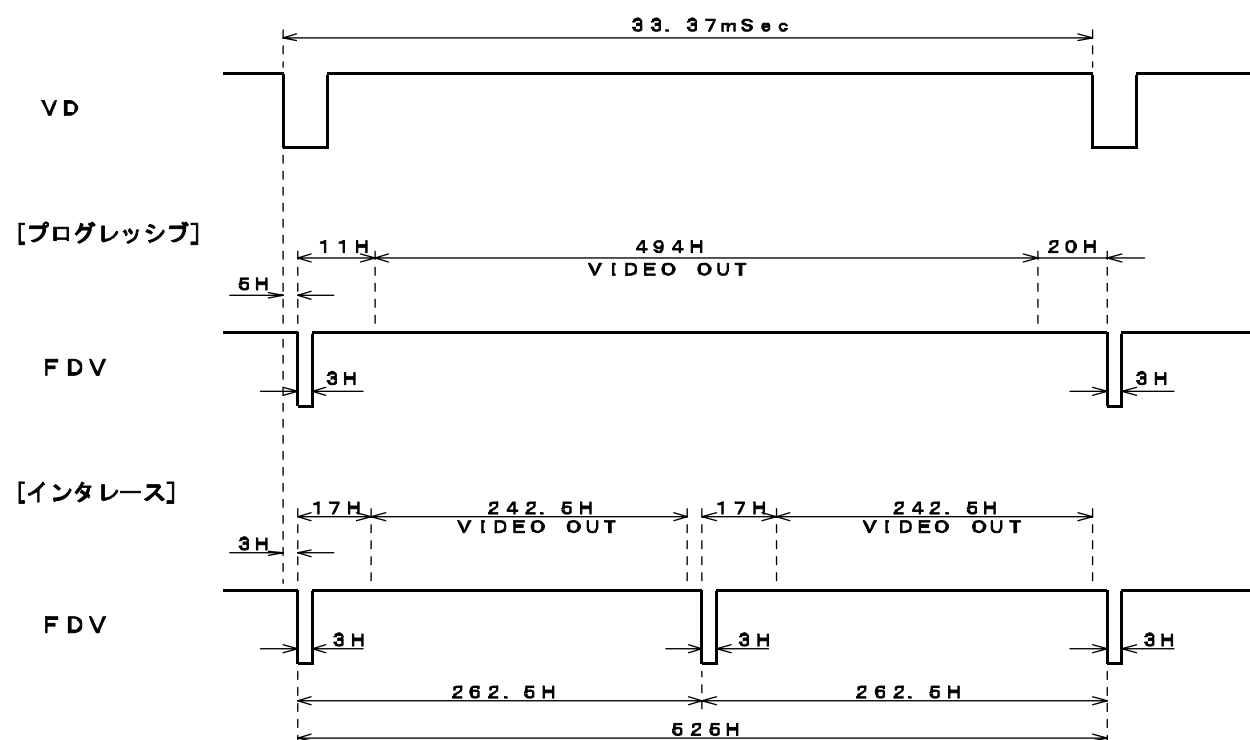 33.37mSec
VD
[プログレッシブ]
11H
494H
20H
VIDEO OUT
5H
FDV
3H
3H
[インタレース]
17H
242.5H
17H
242.5H
VIDEO OUT
VIDEO OUT
3H
FDV
3H
3H
3H
262.5H
262.5H
525H